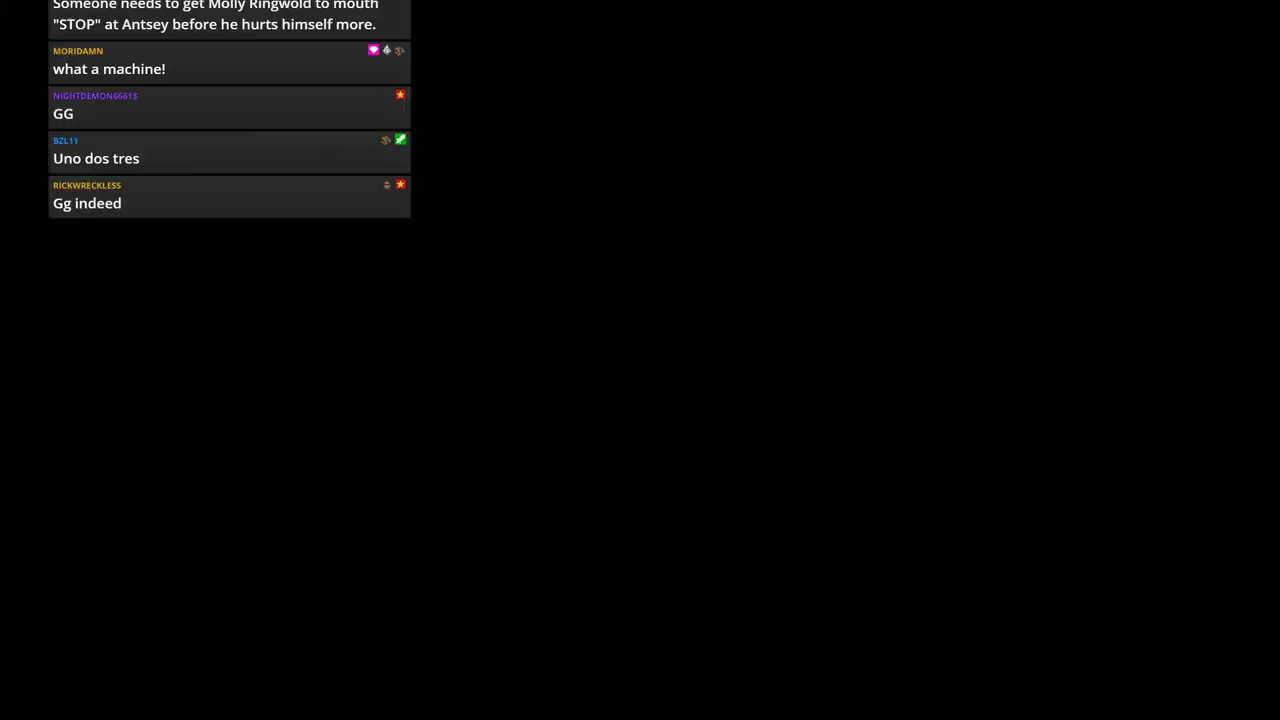 Someone needs to get Molly Ringwold to mouth
"STOP" at Antsey before he hurts himself more.
MORIDAMN
what a machine!
NIGHTDEMON66613
GG
BZL11
Uno dos tres
RICKWRECKLESS
Gg indeed